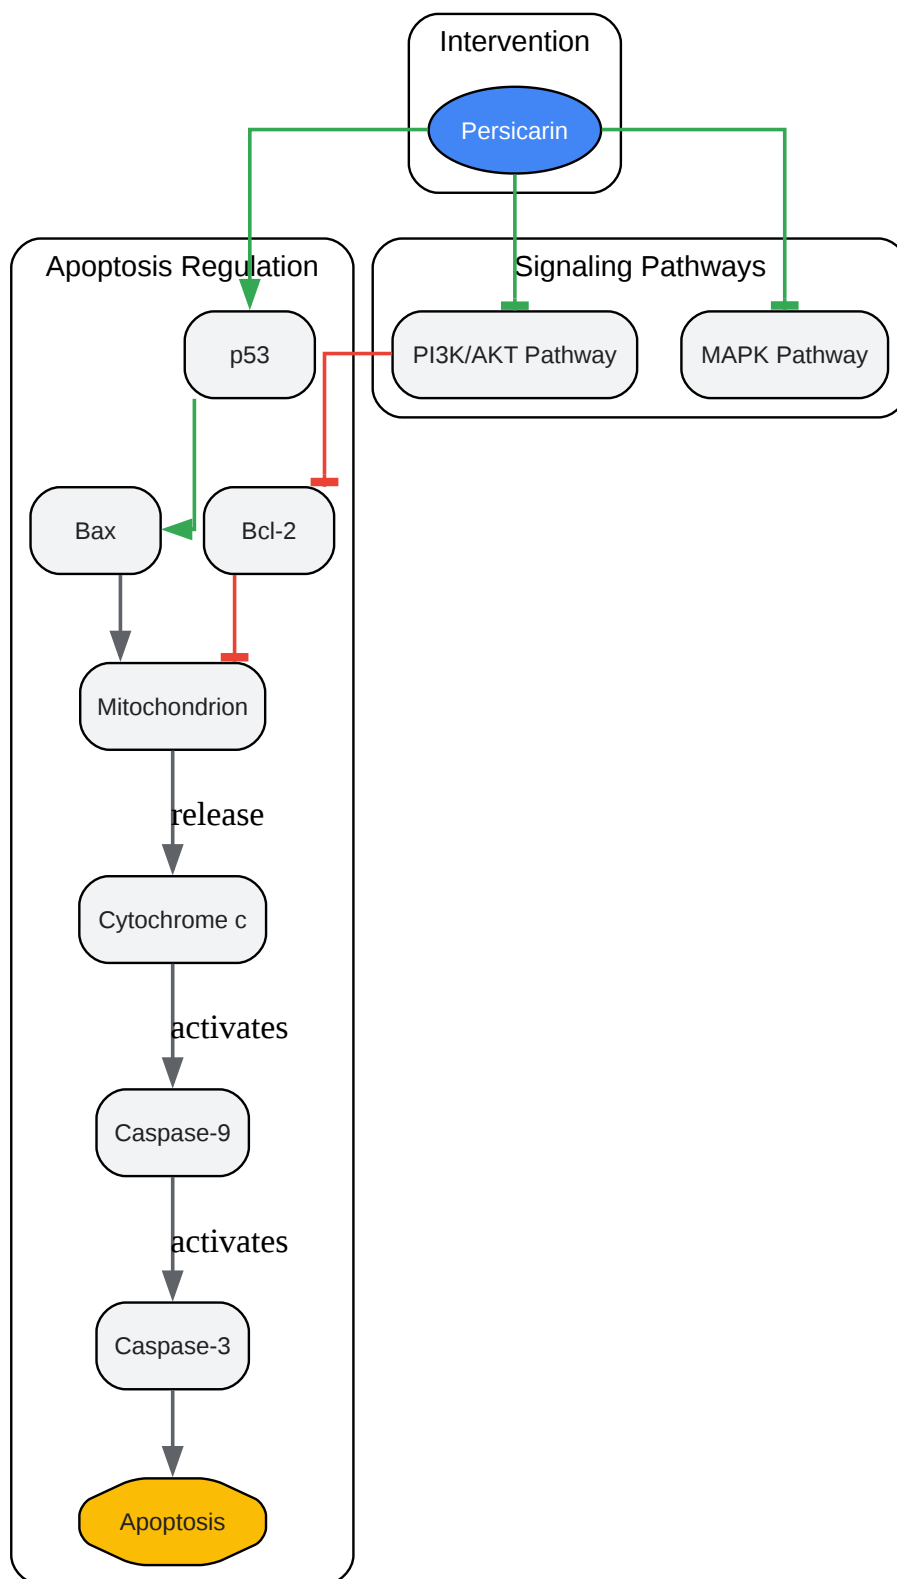 Intervention
Persicarin
Apoptosis Regulation
Signaling Pathways
p53
PI3K/AKT Pathway
MAPK Pathway
Bax
Bcl-2
Mitochondrion
release
Cytochrome c
activates
Caspase-9
activates
Caspase-3
Apoptosis